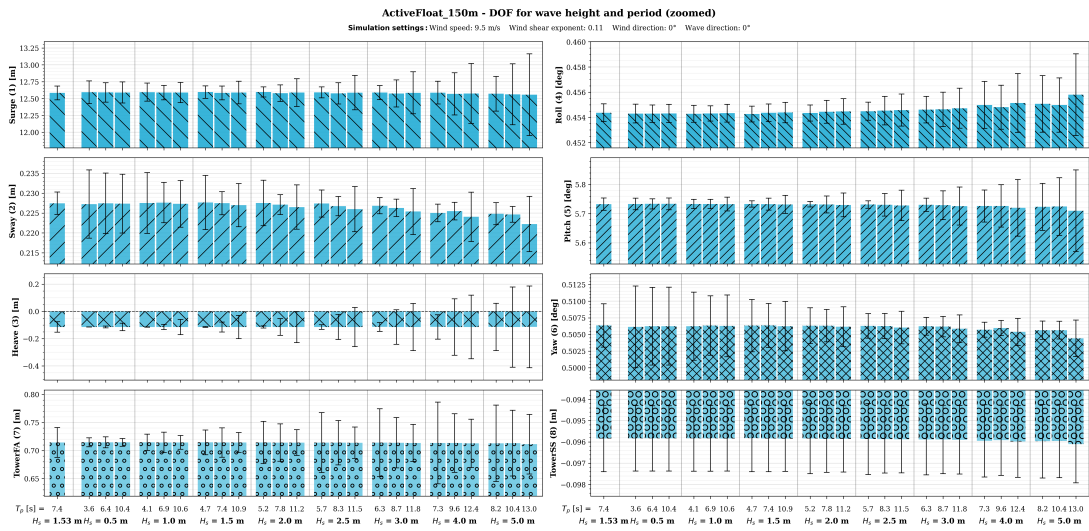 ActiveFloat_150m - DOF for wave height and period (zoomed)
Simulation settings: Wind speed: 9.5 m/s Wind shear exponent: 0.11 Wind direction: 0° Wave direction: 0°
Surge (1) [m]
13.25
13.00
12.75
12.50
12.25
12.00
Roll (4) [deg]
0.460
0.458
0.456
0.454
0.452
Sway (2) [m]
0.235
0.230
0.225
0.220
0.215
Pitch (5) [deg]
5.8
5.7
5.6
Heave (3) [m]
0.2
0.0
−0.2
−0.4
Yaw (6) [deg]
0.5125
0.5100
0.5075
0.5050
0.5025
0.5000
TowerFA (7) [m]
0.80
0.75
0.70
0.65
TowerSS (8) [m]
−0.094
−0.095
−0.096
−0.097
−0.098
Tp [s] = 7.4 3.6 4.4 10.4 4.1 6.9 10.6 4.7 7.4 10.9 5.2 7.8 11.2 5.7 8.3 11.5 6.3 8.7 11.8 7.3 9.6 12.4 8.2 10.4 13.0
Hs = 1.53 m Hs = 0.5 m Hs = 1.0 m Hs = 1.5 m Hs = 2.0 m Hs = 2.5 m Hs = 3.0 m Hs = 4.0 m Hs = 5.0 m
7.4 3.6 6.4 10.4 4.1 6.9 10.6 4.7 7.4 10.9 5.2 7.8 11.2 5.7 8.3 11.5 6.3 8.7 11.8 7.3 9.6 12.4 8.2 10.4 13.0
Hs = 1.53 m Hs = 0.5 m Hs = 1.0 m Hs = 1.5 m Hs = 2.0 m Hs = 2.5 m Hs = 3.0 m Hs = 4.0 m Hs = 5.0 m